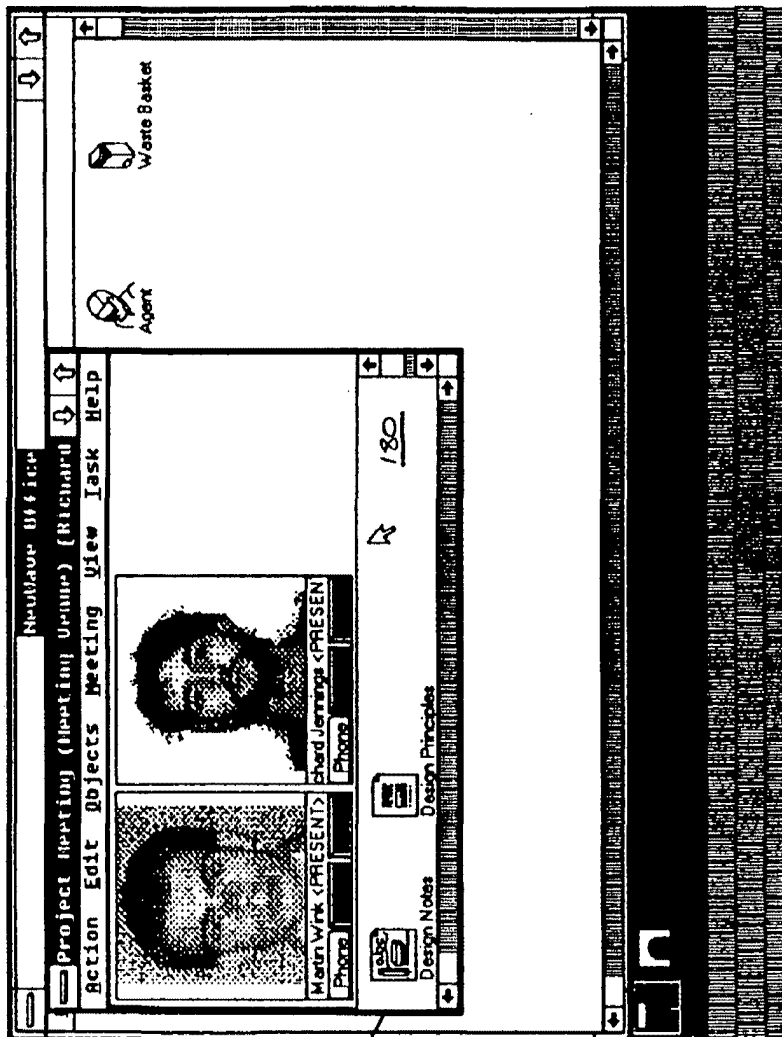 NewWave Office
Project Meeting (Meeting Venue) (Richard
Action Edit Objects Meeting View Task Help
Agent
Waste Basket
Martin Wink <PRESENT>
chard Jennings <PRESEN
Phone
Phone
Design Notes
Design Principles
180